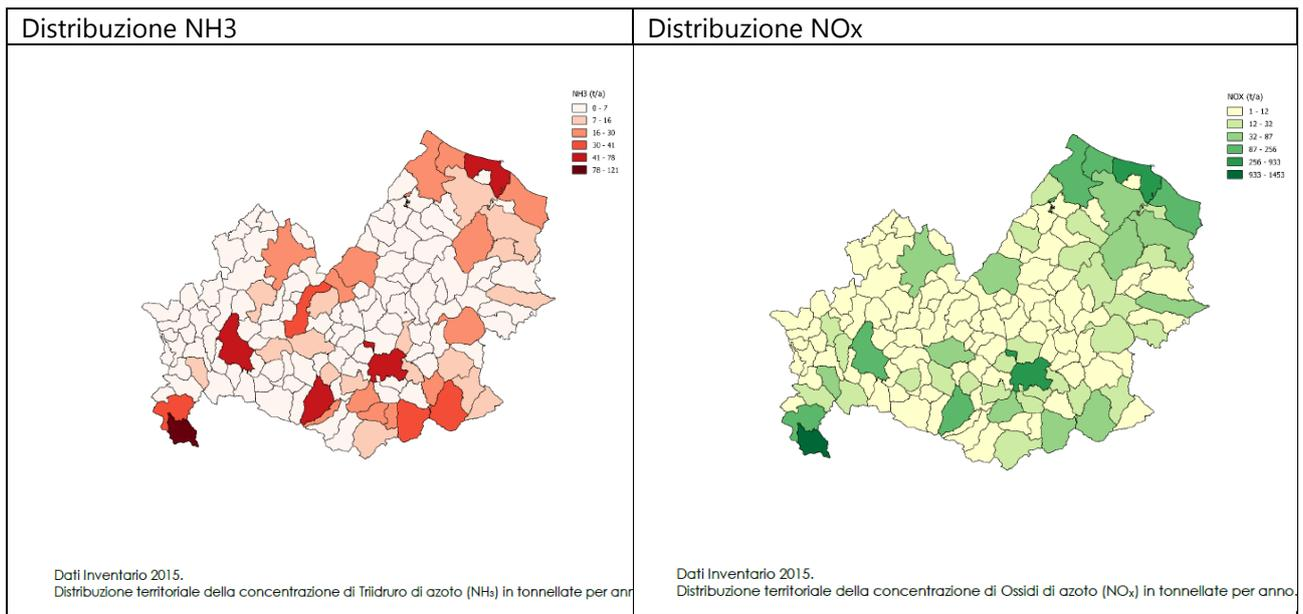 Distribuzione NH3
NH3 (t/a)
0 - 7
7 - 16
16 - 30
30 - 41
41 - 78
78 - 121
Dati Inventario 2015.
Distribuzione territoriale della concentrazione di Triidruro di azoto (NH₃) in tonnellate per anr
Distribuzione NOx
NOX (t/a)
1 - 12
12 - 32
32 - 87
87 - 256
256 - 933
933 - 1453
Dati Inventario 2015.
Distribuzione territoriale della concentrazione di Ossidi di azoto (NOₓ) in tonnellate per anno.